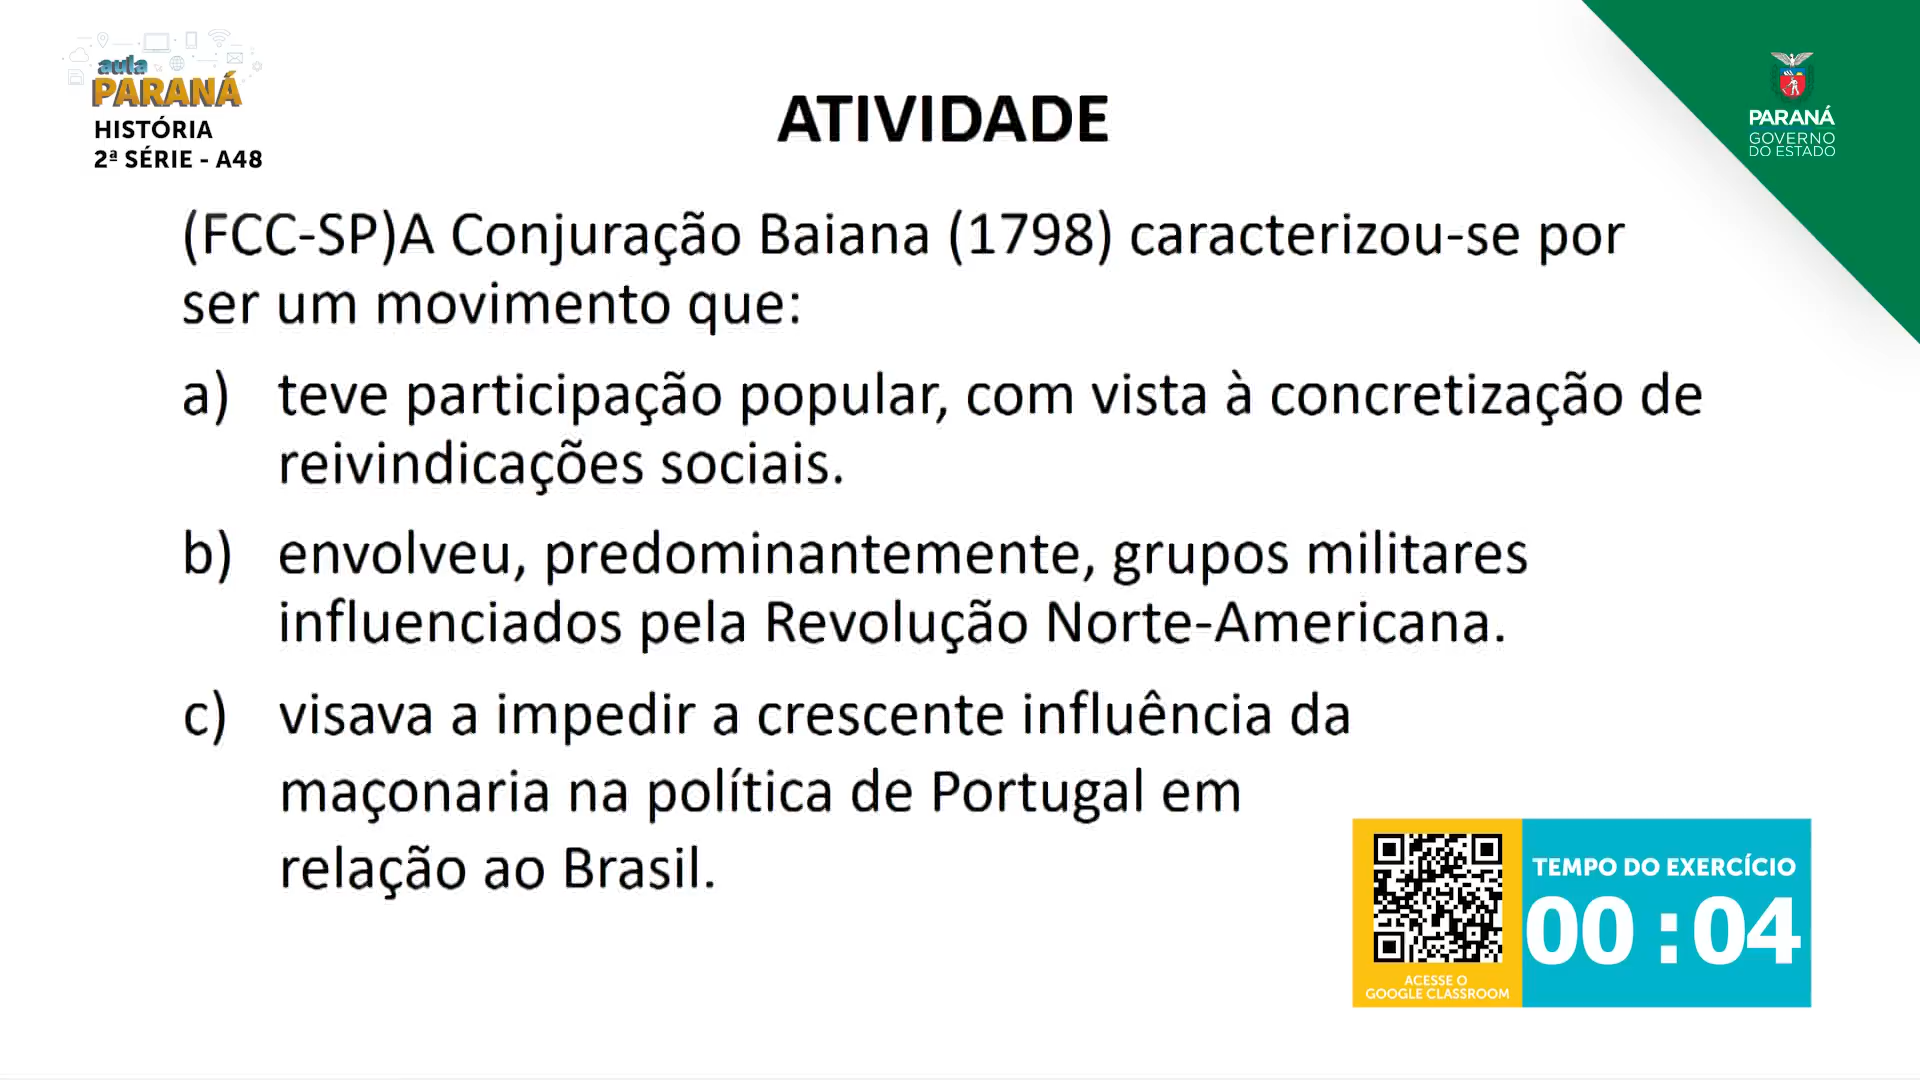 aula
PARANÁ
HISTÓRIA
2ª SÉRIE - A48
ATIVIDADE
PARANÁ
GOVERNO
DO ESTADO
(FCC-SP)A Conjuração Baiana (1798) caracterizou-se por
ser um movimento que:
a) teve participação popular, com vista à concretização de
reivindicações sociais.
b) envolveu, predominantemente, grupos militares
influenciados pela Revolução Norte-Americana.
c) visava a impedir a crescente influência da
maçonaria na política de Portugal em
relação ao Brasil.
TEMPO DO EXERCÍCIO
00:04
ACESSE O
GOOGLE CLASSROOM